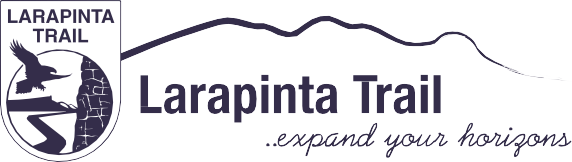 LARAPINTA
TRAIL
Larapinta Trail
..expand your horizons